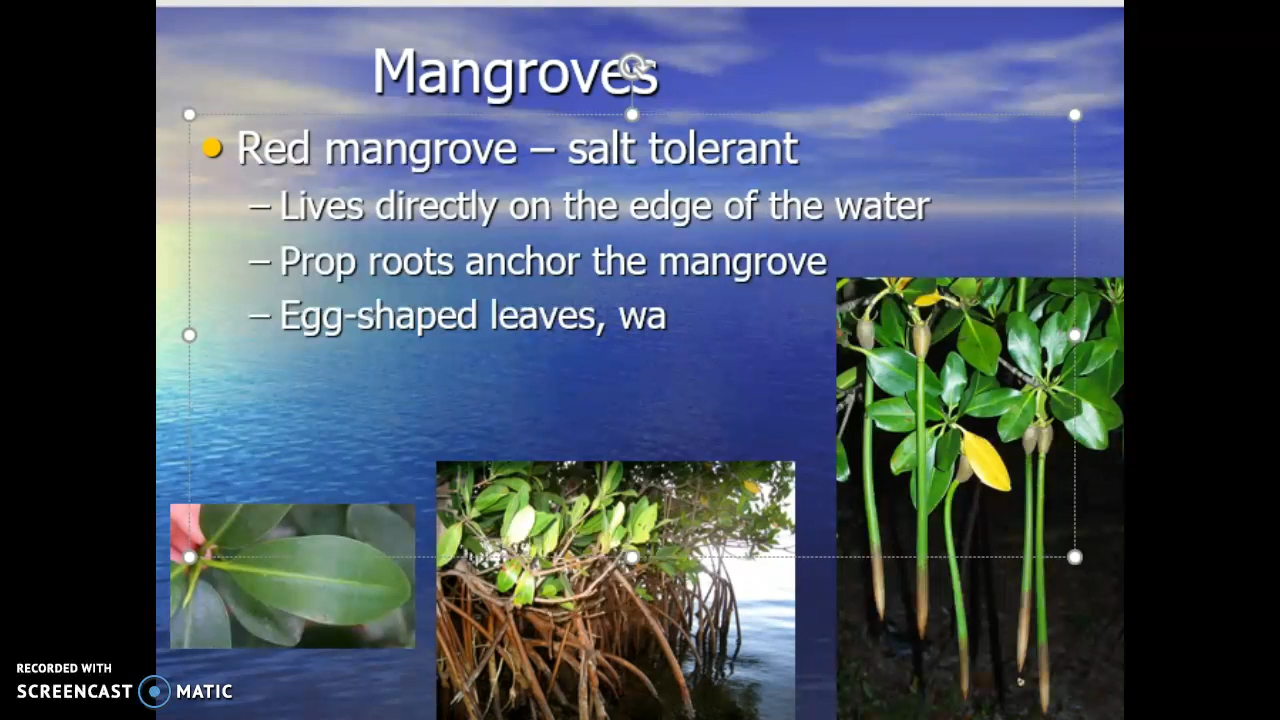 Mangroves
Red mangrove – salt tolerant
– Lives directly on the edge of the water
– Prop roots anchor the mangrove
– Egg-shaped leaves, wa
RECORDED WITH
SCREENCAST MATIC